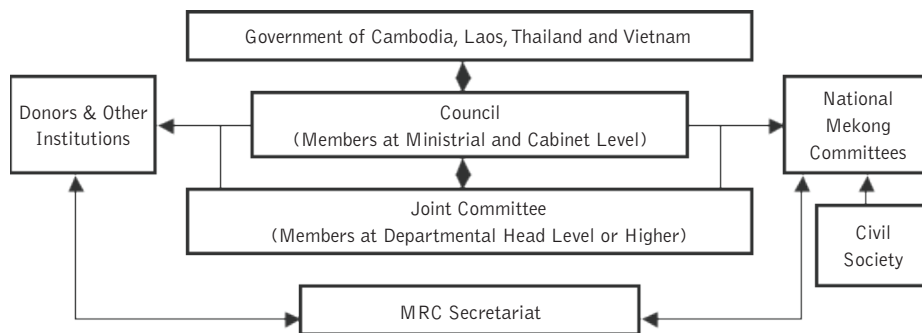 Government of Cambodia, Laos, Thailand and Vietnam
Donors & Other
Institutions
Council
(Members at Ministrial and Cabinet Level)
National
Mekong
Committees
Joint Committee
(Members at Departmental Head Level or Higher)
Civil
Society
MRC Secretariat